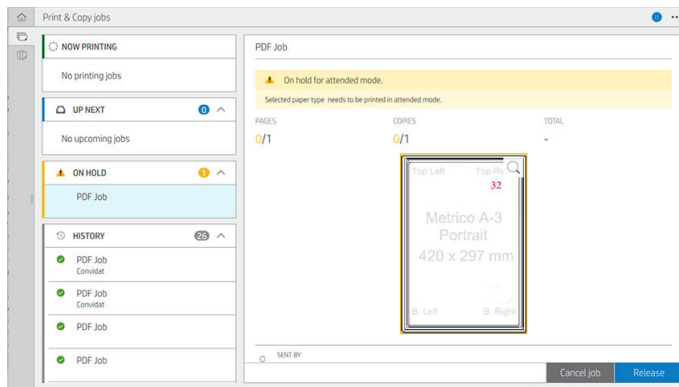 Print & Copy jobs
NOW PRINTING
No printing jobs
UP NEXT
0
No upcoming jobs
ON HOLD
1
PDF Job
HISTORY
26
PDF Job
Convidat
PDF Job
Convidat
PDF Job
PDF Job
PDF Job
On hold for attended mode.
Selected paper type needs to be printed in attended mode.
PAGES
COPIES
TOTAL
0/1
0/1
-
Top Left
32
Metrico A-3
Portrait
420 x 297 mm
B. Left
B. Right
SENT BY
Cancel job
Release